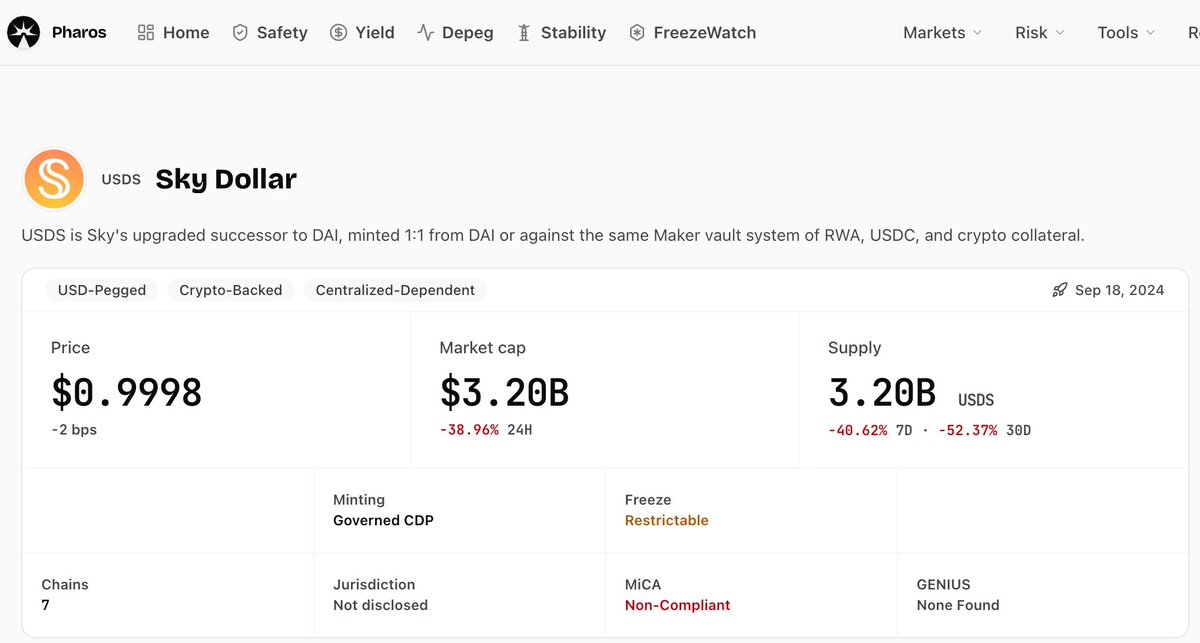 Pharos Home Safety Yield Depeg Stability FreezeWatch Markets Risk Tools
USDS Sky Dollar
USDS is Sky's upgraded successor to DAI, minted 1:1 from DAI or against the same Maker vault system of RWA, USDC, and crypto collateral.
USD-Pegged Crypto-Backed Centralized-Dependent Sep 18, 2024
Price Market cap Supply
$0.9998 $3.20B 3.20B USDS
-2 bps -38.96% 24H -40.62% 7D · -52.37% 30D
Minting Freeze
Governed CDP Restrictable
Chains Jurisdiction MiCA GENIUS
7 Not disclosed Non-Compliant None Found